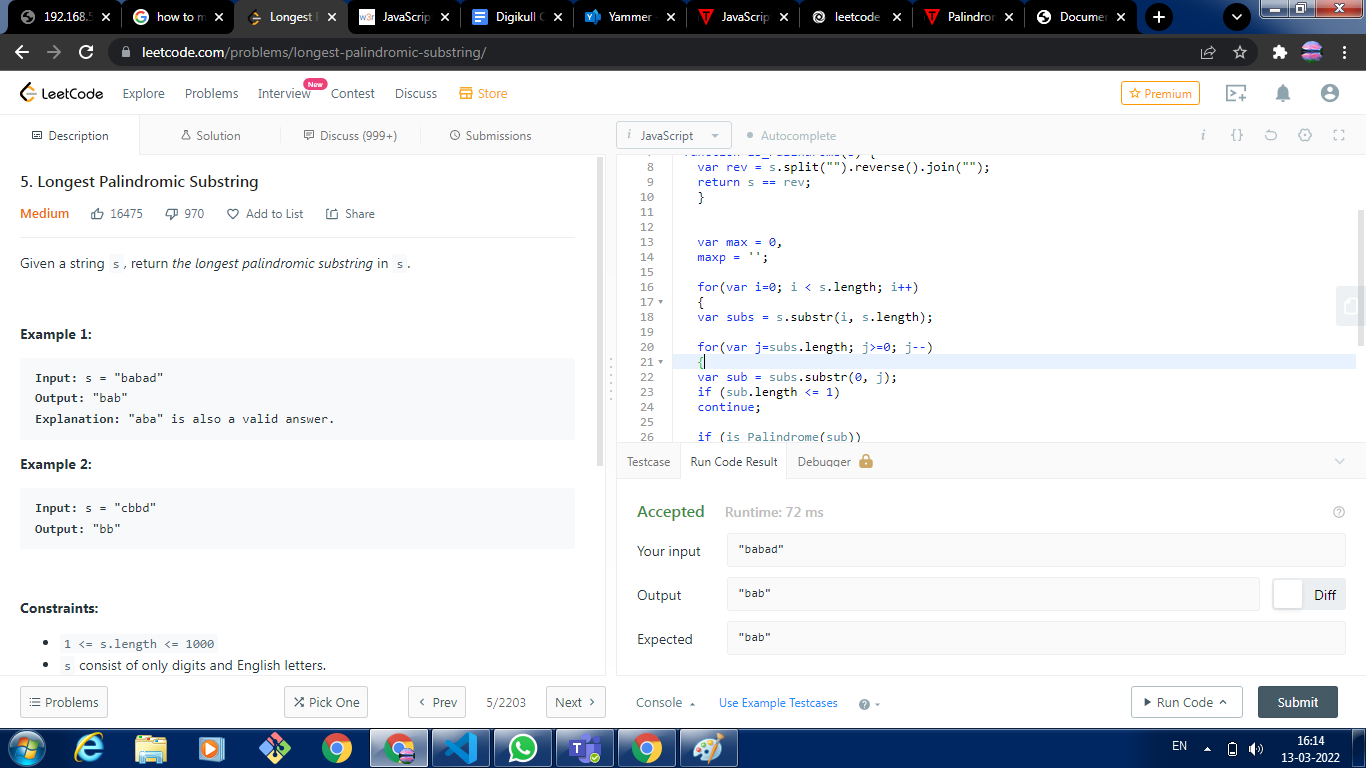 192.168.5
how to m
Longest
w3r JavaScrip
Digikull C
Yammer
JavaScrip
leetcode
Palindror
Documer
leetcode.com/problems/longest-palindromic-substring/
LeetCode Explore Problems Interview New Contest Discuss Store Premium
Description Solution Discuss (999+) Submissions
i JavaScript Autocomplete
5. Longest Palindromic Substring
Medium 16475 970 Add to List Share
Given a string s, return the longest palindromic substring in s.
Example 1:
Input: s = "babad"
Output: "bab"
Explanation: "aba" is also a valid answer.
Example 2:
Input: s = "cbbd"
Output: "bb"
Constraints:
1 <= s.length <= 1000
s consist of only digits and English letters.
Problems Pick One Prev 5/2203 Next
8 var rev = s.split("").reverse().join("");
9 return s == rev;
10 }
11
12
13 var max = 0,
14 maxp = '';
15
16 for(var i=0; i < s.length; i++)
17 {
18 var subs = s.substr(i, s.length);
19
20 for(var j=subs.length; j>=0; j--)
21 {
22 var sub = subs.substr(0, j);
23 if (sub.length <= 1)
24 continue;
25
26 if (is_Palindrome(sub))
Testcase Run Code Result Debugger
Accepted Runtime: 72 ms
Your input "babad"
Output "bab" Diff
Expected "bab"
Console Use Example Testcases Run Code Submit
EN 16:14
13-03-2022